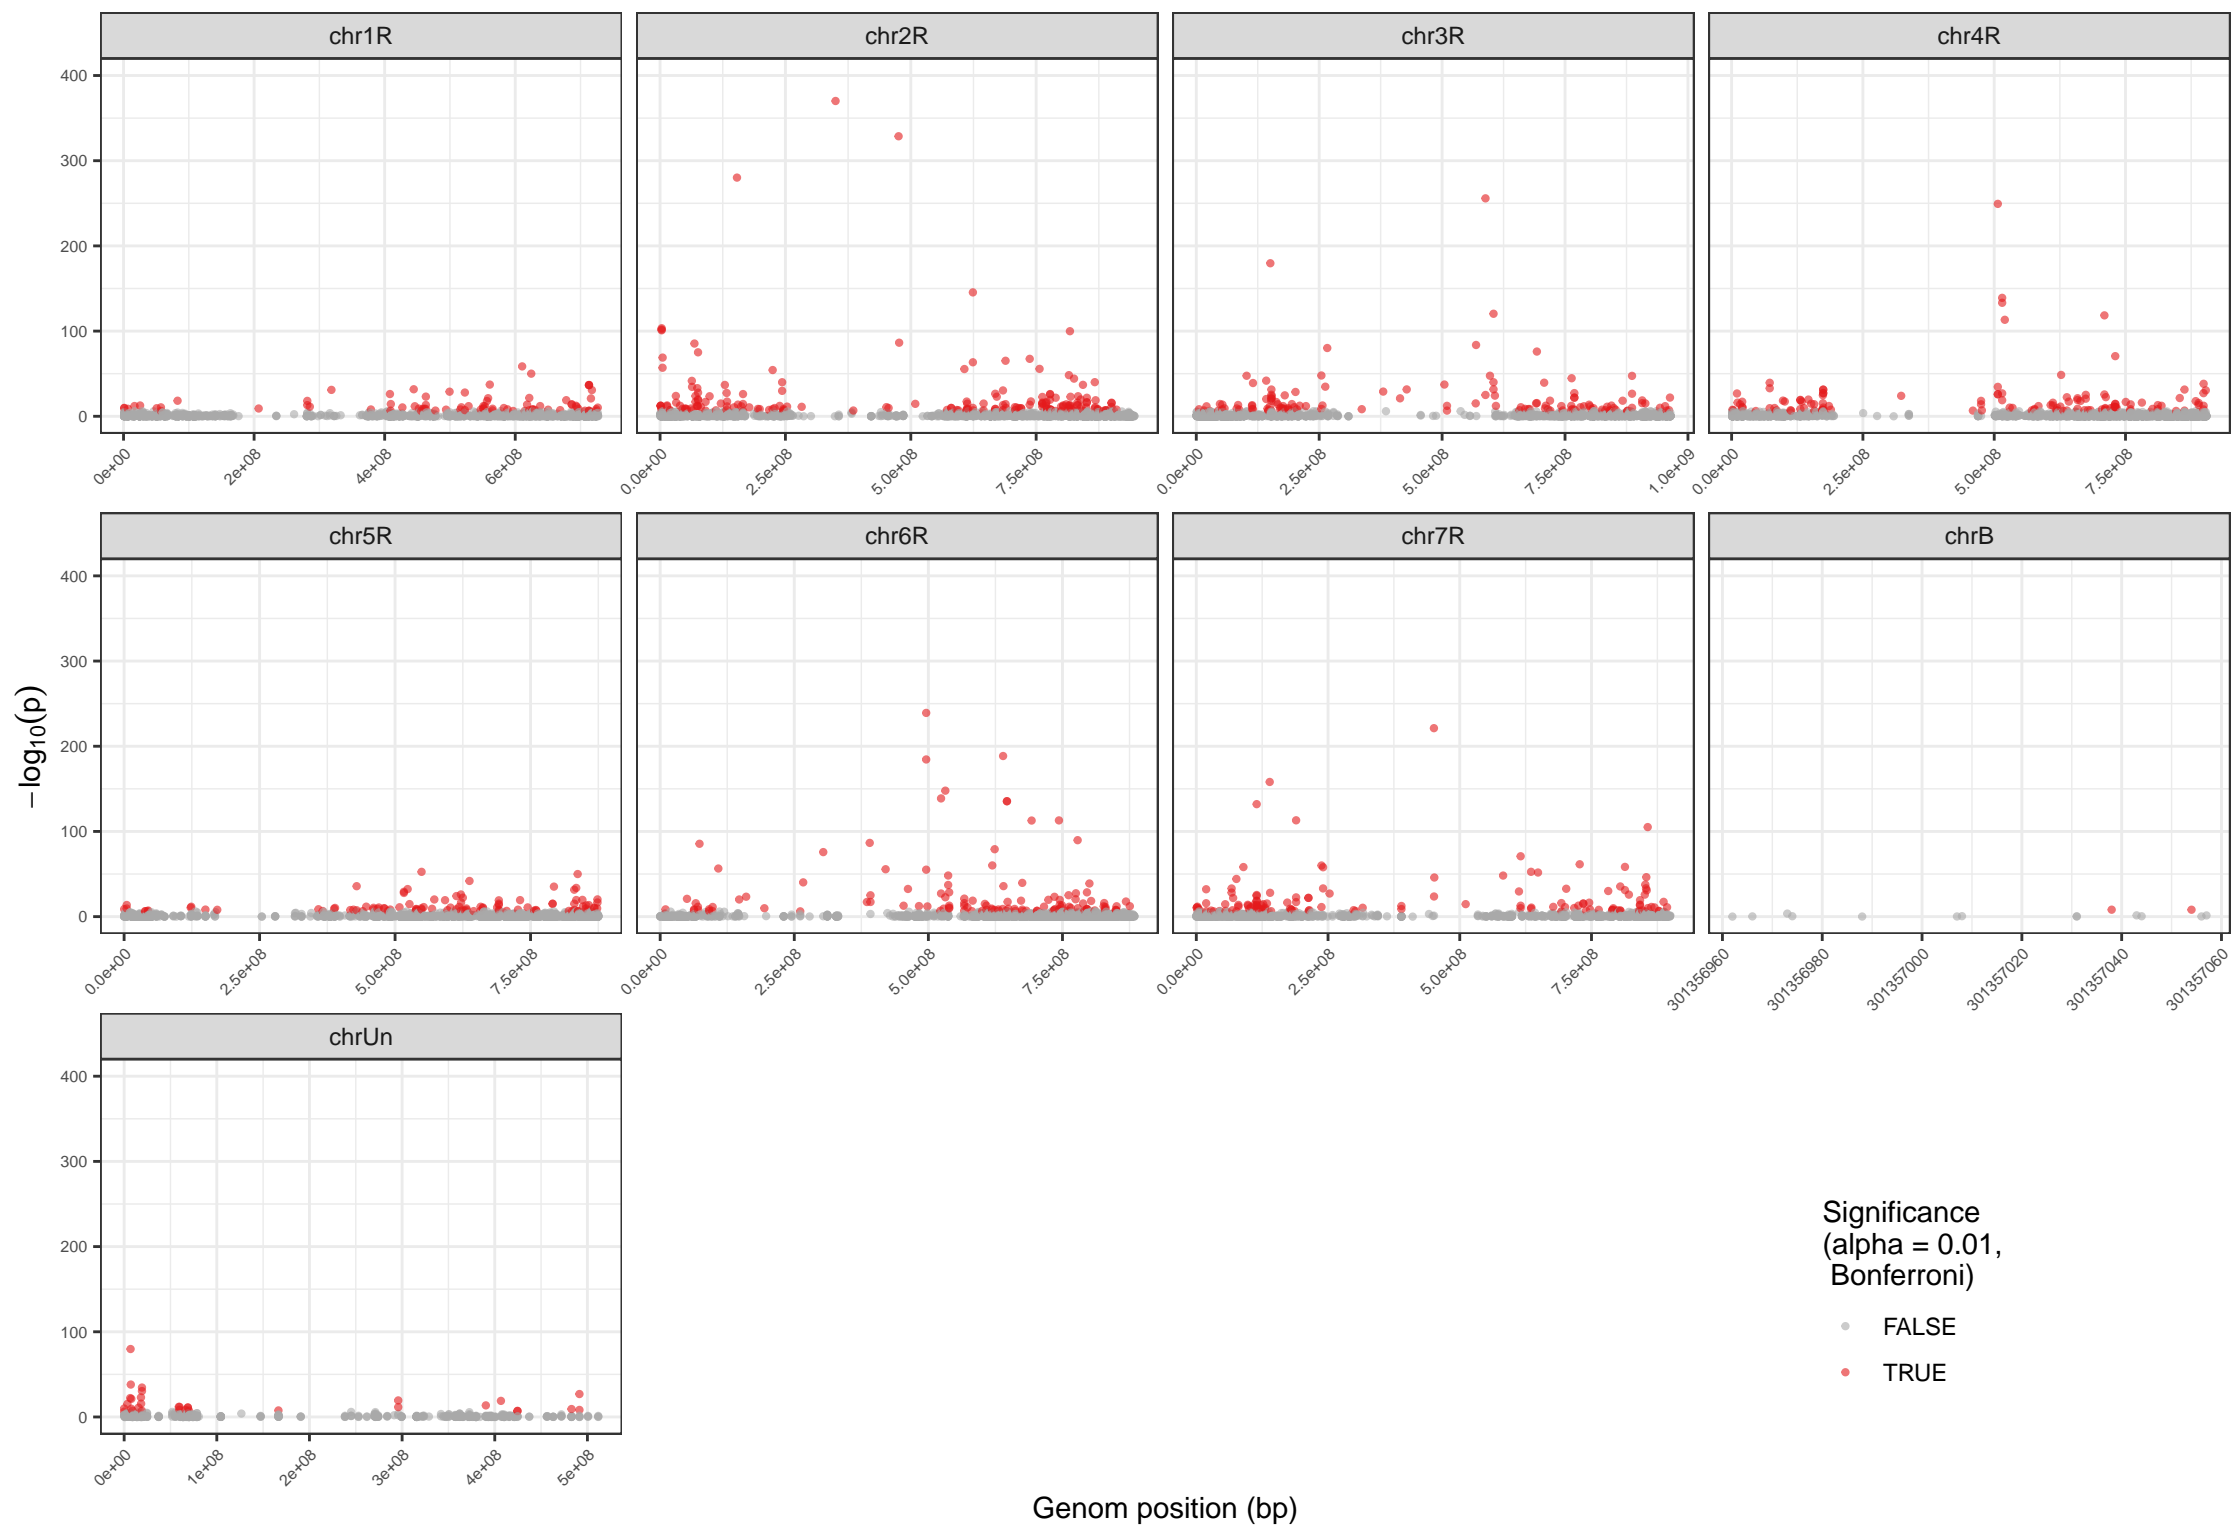 chr1R chr2R chr3R chr4R
400
300
200
100
0
0e+00 2e+08 4e+08 6e+08 0.0e+00 2.5e+08 5.0e+08 7.5e+08 0.0e+00 2.5e+08 5.0e+08 7.5e+08 1.0e+09 0.0e+00 2.5e+08 5.0e+08 7.5e+08
chr5R chr6R chr7R chrB
400
300
200
100
0
0.0e+00 2.5e+08 5.0e+08 7.5e+08 0.0e+00 2.5e+08 5.0e+08 7.5e+08 0.0e+00 2.5e+08 5.0e+08 7.5e+08 301356960 301356980 301357000 301357020 301357040 301357060
−log10(p)
chrUn
400
300
200
100
0
0e+00 1e+08 2e+08 3e+08 4e+08 5e+08
Genom position (bp)
Significance
(alpha = 0.01,
Bonferroni)
FALSE
TRUE